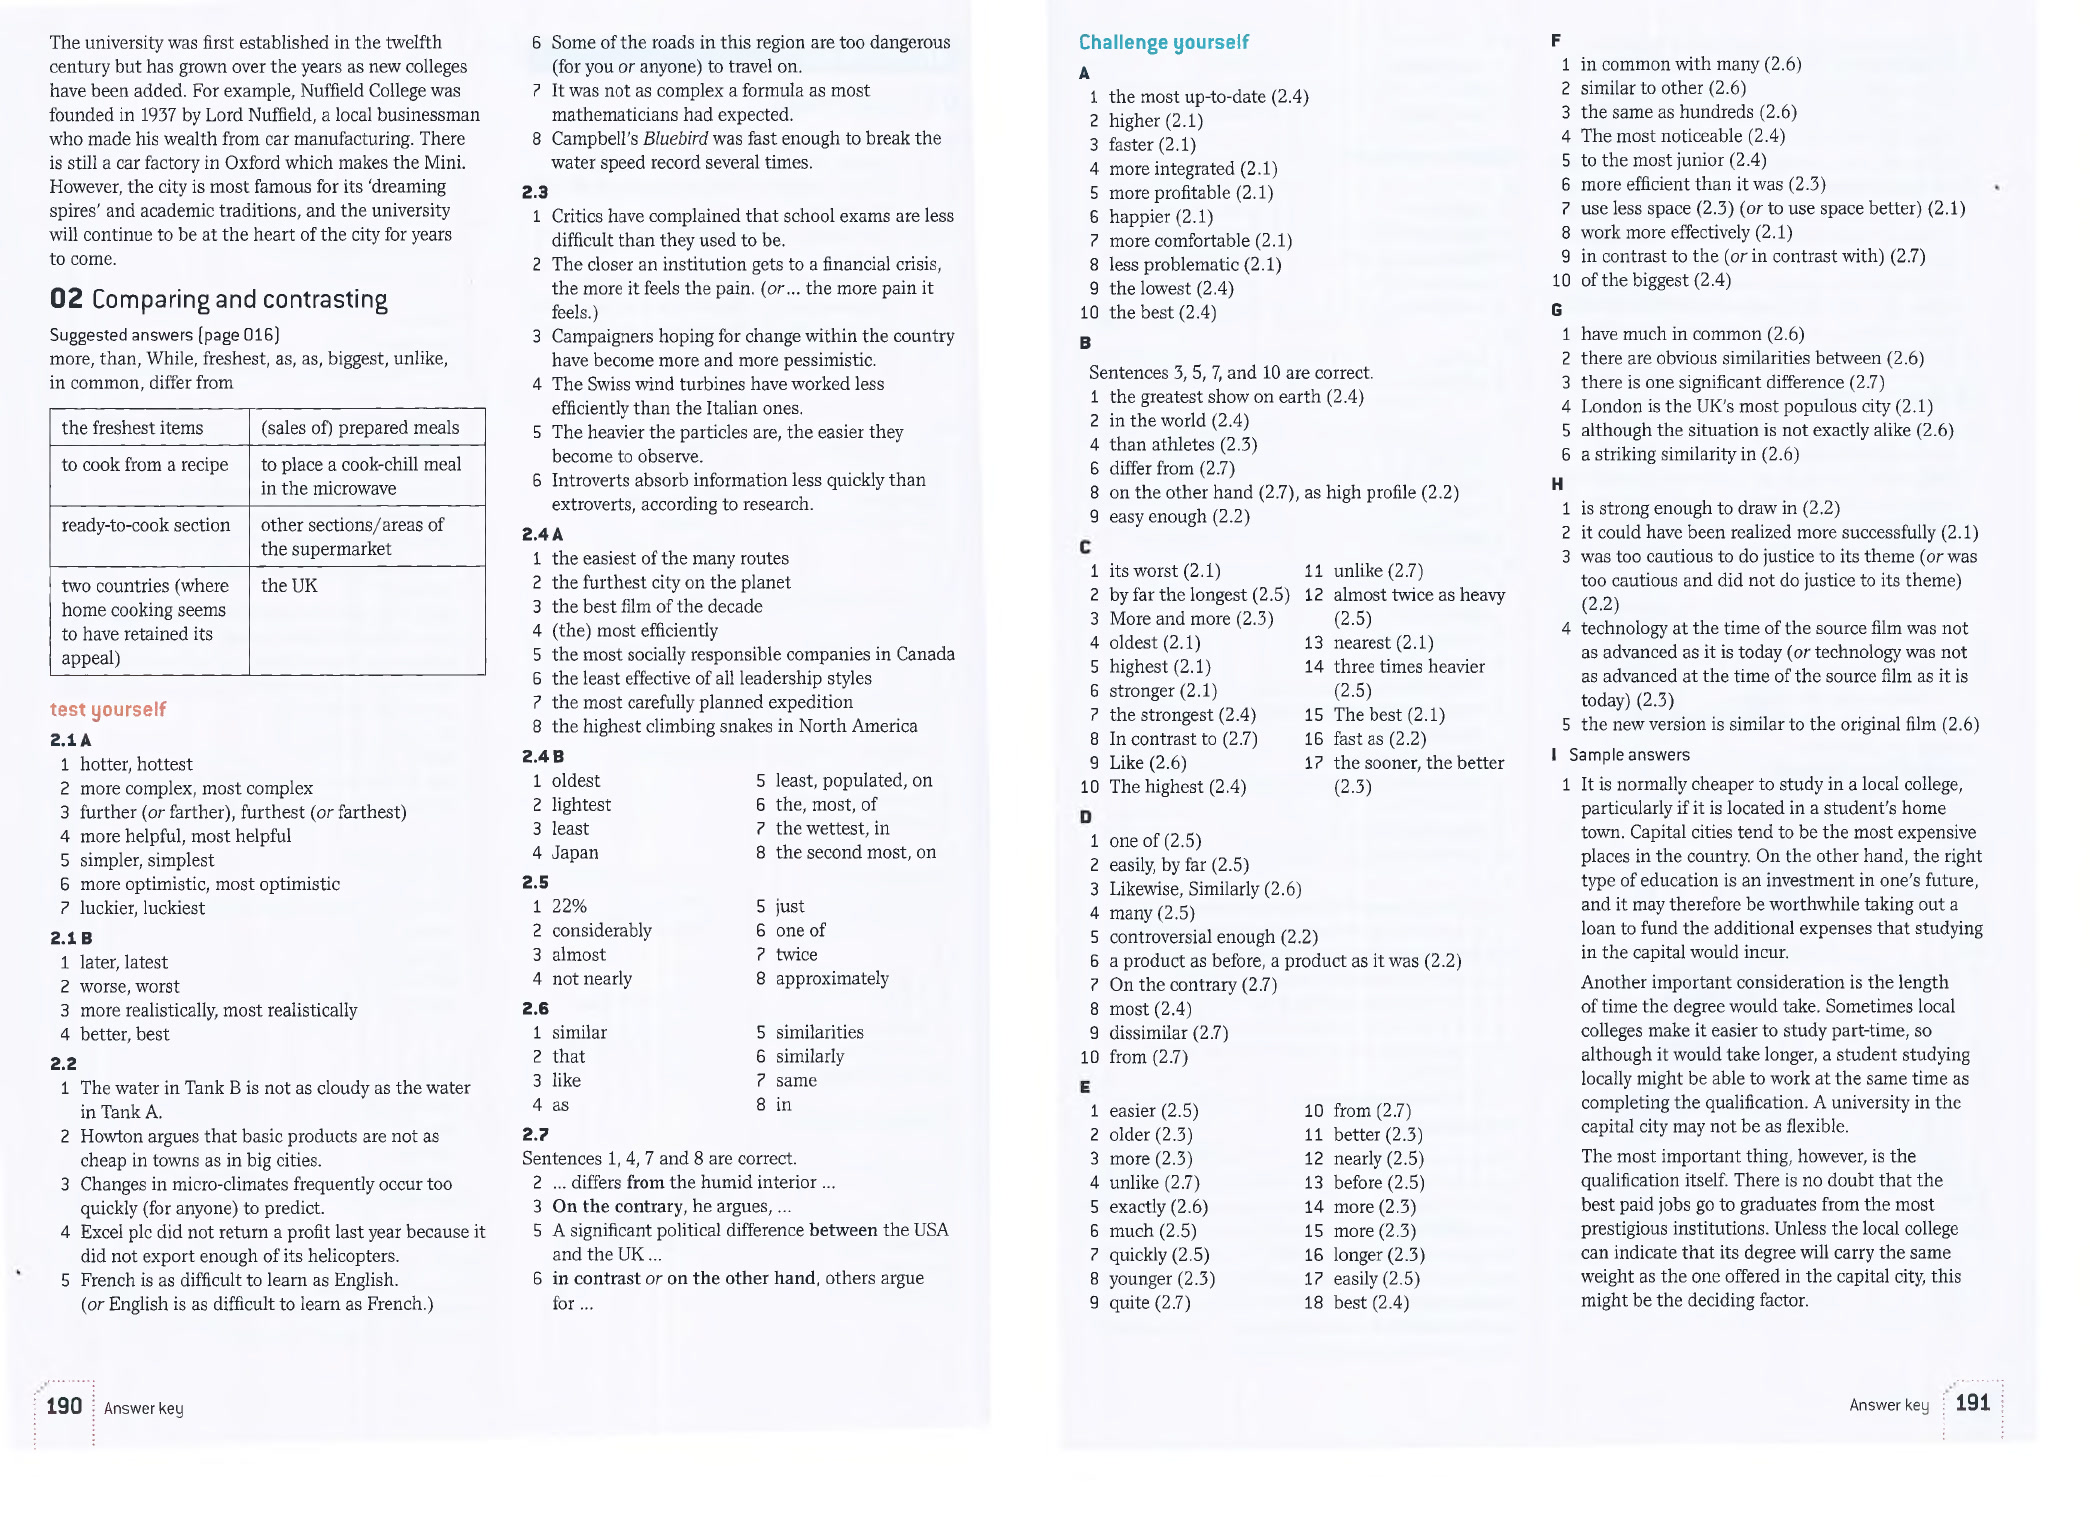 The university was first established in the twelfth
century but has grown over the years as new colleges
have been added. For example, Nuffield College was
founded in 1937 by Lord Nuffield, a local businessman
who made his wealth from car manufacturing. There
is still a car factory in Oxford which makes the Mini.
However, the city is most famous for its ‘dreaming
spires’ and academic traditions, and the university
will continue to be at the heart of the city for years
to come.
02 Comparing and contrasting
Suggested answers (page 016)
more, than, While, freshest, as, as, biggest, unlike,
in common, differ from
the freshest items (sales of) prepared meals
to cook from a recipe to place a cook-chill meal
in the microwave
ready-to-cook section other sections/areas of
the supermarket
two countries (where the UK
home cooking seems
to have retained its
appeal)
test yourself
2.1 A
1 hotter, hottest
2 more complex, most complex
3 further (or farther), furthest (or farthest)
4 more helpful, most helpful
5 simpler, simplest
6 more optimistic, most optimistic
7 luckier, luckiest
2.1 B
1 later, latest
2 worse, worst
3 more realistically, most realistically
4 better, best
2.2
1 The water in Tank B is not as cloudy as the water
in Tank A.
2 Howton argues that basic products are not as
cheap in towns as in big cities.
3 Changes in micro-climates frequently occur too
quickly (for anyone) to predict.
4 Excel plc did not return a profit last year because it
did not export enough of its helicopters.
5 French is as difficult to learn as English.
(or English is as difficult to learn as French.)
6 Some of the roads in this region are too dangerous
(for you or anyone) to travel on.
7 It was not as complex a formula as most
mathematicians had expected.
8 Campbell’s Bluebird was fast enough to break the
water speed record several times.
2.3
1 Critics have complained that school exams are less
difficult than they used to be.
2 The closer an institution gets to a financial crisis,
the more it feels the pain. (or ... the more pain it
feels.)
3 Campaigners hoping for change within the country
have become more and more pessimistic.
4 The Swiss wind turbines have worked less
efficiently than the Italian ones.
5 The heavier the particles are, the easier they
become to observe.
6 Introverts absorb information less quickly than
extroverts, according to research.
2.4 A
1 the easiest of the many routes
2 the furthest city on the planet
3 the best film of the decade
4 (the) most efficiently
5 the most socially responsible companies in Canada
6 the least effective of all leadership styles
7 the most carefully planned expedition
8 the highest climbing snakes in North America
2.4 B
1 oldest
2 lightest
3 least
4 Japan
5 least, populated, on
6 the, most, of
7 the wettest, in
8 the second most, on
2.5
1 22%
2 considerably
3 almost
4 not nearly
5 just
6 one of
7 twice
8 approximately
2.6
1 similar
2 that
3 like
4 as
5 similarities
6 similarly
7 same
8 in
2.7
Sentences 1, 4, 7 and 8 are correct.
2 ... differs from the humid interior ...
3 On the contrary, he argues, ...
5 A significant political difference between the USA
and the UK ...
6 in contrast or on the other hand, others argue
for ...
190 Answer key
Challenge yourself
A
1 the most up-to-date (2.4)
2 higher (2.1)
3 faster (2.1)
4 more integrated (2.1)
5 more profitable (2.1)
6 happier (2.1)
7 more comfortable (2.1)
8 less problematic (2.1)
9 the lowest (2.4)
10 the best (2.4)
B
Sentences 3, 5, 7, and 10 are correct.
1 the greatest show on earth (2.4)
2 in the world (2.4)
4 than athletes (2.3)
6 differ from (2.7)
8 on the other hand (2.7), as high profile (2.2)
9 easy enough (2.2)
C
1 its worst (2.1)
2 by far the longest (2.5)
3 More and more (2.3)
4 oldest (2.1)
5 highest (2.1)
6 stronger (2.1)
7 the strongest (2.4)
8 In contrast to (2.7)
9 Like (2.6)
10 The highest (2.4)
11 unlike (2.7)
12 almost twice as heavy
(2.5)
13 nearest (2.1)
14 three times heavier
(2.5)
15 The best (2.1)
16 fast as (2.2)
17 the sooner, the better
(2.3)
D
1 one of (2.5)
2 easily, by far (2.5)
3 Likewise, Similarly (2.6)
4 many (2.5)
5 controversial enough (2.2)
6 a product as before, a product as it was (2.2)
7 On the contrary (2.7)
8 most (2.4)
9 dissimilar (2.7)
10 from (2.7)
E
1 easier (2.5)
2 older (2.3)
3 more (2.3)
4 unlike (2.7)
5 exactly (2.6)
6 much (2.5)
7 quickly (2.5)
8 younger (2.3)
9 quite (2.7)
10 from (2.7)
11 better (2.3)
12 nearly (2.5)
13 before (2.5)
14 more (2.3)
15 more (2.3)
16 longer (2.3)
17 easily (2.5)
18 best (2.4)
F
1 in common with many (2.6)
2 similar to other (2.6)
3 the same as hundreds (2.6)
4 The most noticeable (2.4)
5 to the most junior (2.4)
6 more efficient than it was (2.3)
7 use less space (2.3) (or to use space better) (2.1)
8 work more effectively (2.1)
9 in contrast to the (or in contrast with) (2.7)
10 of the biggest (2.4)
G
1 have much in common (2.6)
2 there are obvious similarities between (2.6)
3 there is one significant difference (2.7)
4 London is the UK’s most populous city (2.1)
5 although the situation is not exactly alike (2.6)
6 a striking similarity in (2.6)
H
1 is strong enough to draw in (2.2)
2 it could have been realized more successfully (2.1)
3 was too cautious to do justice to its theme (or was
too cautious and did not do justice to its theme)
(2.2)
4 technology at the time of the source film was not
as advanced as it is today (or technology was not
as advanced at the time of the source film as it is
today) (2.3)
5 the new version is similar to the original film (2.6)
I Sample answers
1 It is normally cheaper to study in a local college,
particularly if it is located in a student’s home
town. Capital cities tend to be the most expensive
places in the country. On the other hand, the right
type of education is an investment in one’s future,
and it may therefore be worthwhile taking out a
loan to fund the additional expenses that studying
in the capital would incur.
Another important consideration is the length
of time the degree would take. Sometimes local
colleges make it easier to study part-time, so
although it would take longer, a student studying
locally might be able to work at the same time as
completing the qualification. A university in the
capital city may not be as flexible.
The most important thing, however, is the
qualification itself. There is no doubt that the
best paid jobs go to graduates from the most
prestigious institutions. Unless the local college
can indicate that its degree will carry the same
weight as the one offered in the capital city, this
might be the deciding factor.
Answer key 191